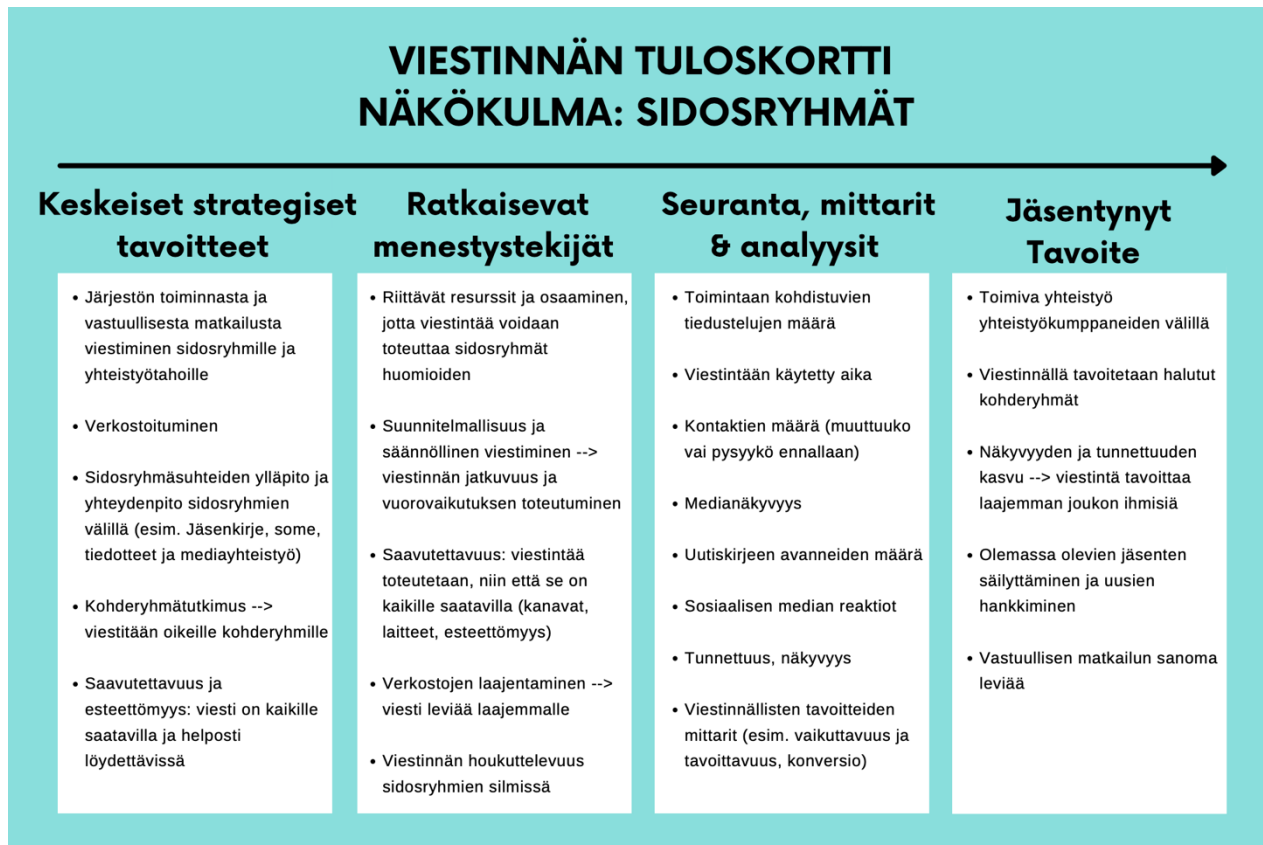 VIESTINNÄN TULOSKORTTI
NÄKÖKULMA: SIDOSRYHMÄT
Keskeiset strategiset
tavoitteet
• Järjestön toiminnasta ja
vastuullisesta matkailusta
viestiminen sidosryhmille ja
yhteistyötahoille
• Verkostoituminen
• Sidosryhmäsuhteiden ylläpito ja
yhteydenpito sidosryhmien
välillä (esim. Jäsenkirje, some,
tiedotteet ja mediayhteistyö)
• Kohderyhmätutkimus -->
viestitään oikeille kohderyhmille
• Saavutettavuus ja
esteettömyys: viesti on kaikille
saatavilla ja helposti
löydettävissä
Ratkaisevat
menestystekijät
• Riittävät resurssit ja osaaminen,
jotta viestintää voidaan
toteuttaa sidosryhmät
huomioiden
• Suunnitelmallisuus ja
säännöllinen viestiminen -->
viestinnän jatkuvuus ja
vuorovaikutuksen toteutuminen
• Saavutettavuus: viestintää
toteutetaan, niin että se on
kaikille saatavilla (kanavat,
laitteet, esteettömyys)
• Verkostojen laajentaminen -->
viesti leviää laajemmalle
• Viestinnän houkuttelevuus
sidosryhmien silmissä
Seuranta, mittarit
& analyysit
• Toimintaan kohdistuvien
tiedustelujen määrä
• Viestintään käytetty aika
• Kontaktien määrä (muuttuuko
vai pysyykö ennallaan)
• Medianäkyvyys
• Uutiskirjeen avanneiden määrä
• Sosiaalisen median reaktiot
• Tunnettuus, näkyvyys
• Viestinnällisten tavoitteiden
mittarit (esim. vaikuttavuus ja
tavoittavuus, konversio)
Jäsentynyt
Tavoite
• Toimiva yhteistyö
yhteistyökumppaneiden välillä
• Viestinnällä tavoitetaan halutut
kohderyhmät
• Näkyvyyden ja tunnettuuden
kasvu --> viestintä tavoittaa
laajemman joukon ihmisiä
• Olemassa olevien jäsenten
säilyttäminen ja uusien
hankkiminen
• Vastuullisen matkailun sanoma
leviää